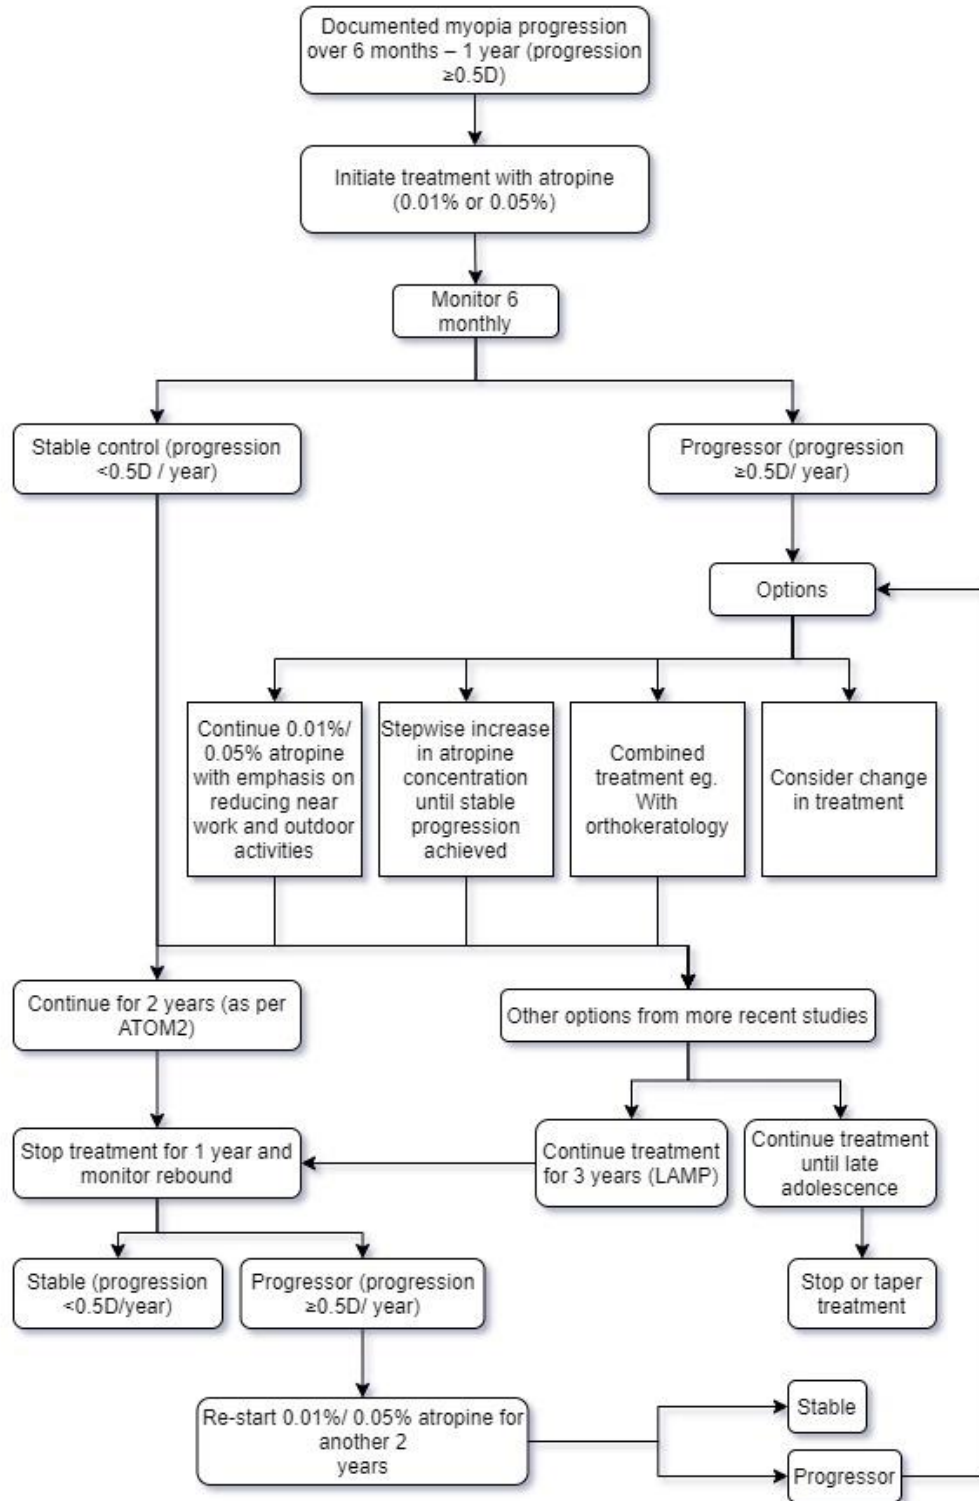 Documented myopia progression
over 6 months – 1 year (progression
≥0.5D)
Initiate treatment with atropine
(0.01% or 0.05%)
Monitor 6
monthly
Stable control (progression
<0.5D / year)
Progressor (progression
≥0.5D/ year)
Options
Continue 0.01%/
0.05% atropine
with emphasis on
reducing near
work and outdoor
activities
Stepwise increase
in atropine
concentration
until stable
progression
achieved
Combined
treatment eg.
With
orthokeratology
Consider change
in treatment
Continue for 2 years (as per
ATOM2)
Other options from more recent studies
Stop treatment for 1 year and
monitor rebound
Continue treatment
for 3 years (LAMP)
Continue treatment
until late
adolescence
Stable (progression
<0.5D/year)
Progressor (progression
≥0.5D/ year)
Stop or taper
treatment
Re-start 0.01%/ 0.05% atropine for
another 2
years
Stable
Progressor